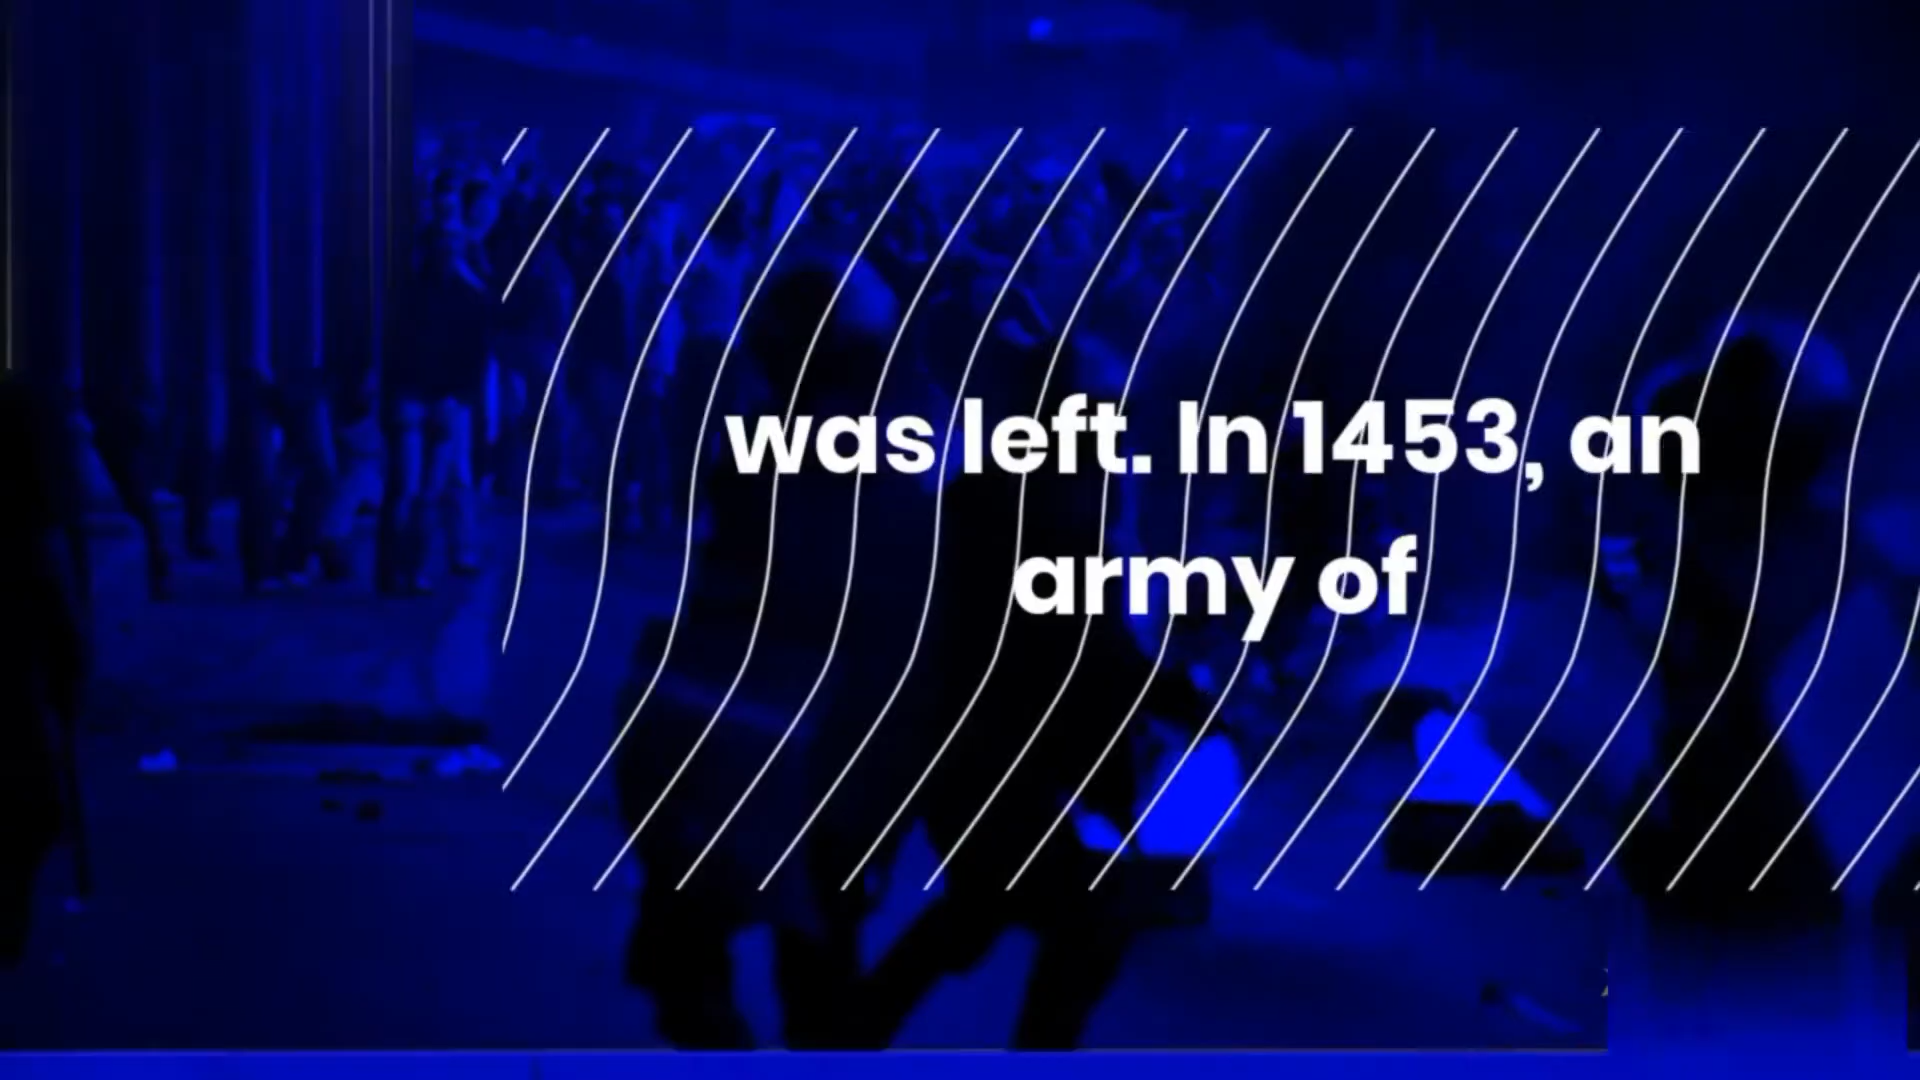 was left. In 1453, an
army of